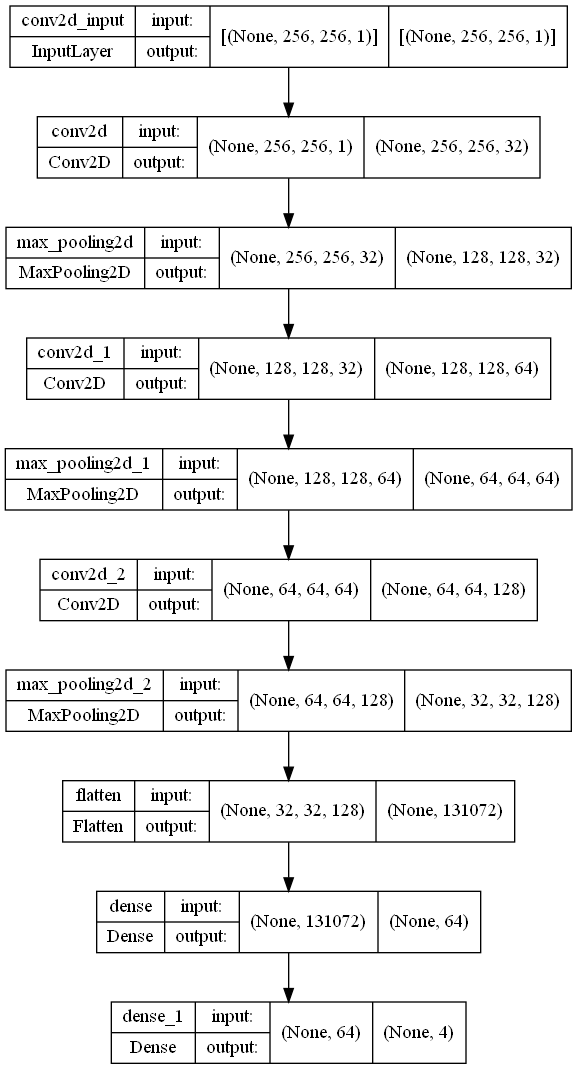 conv2d_input input: [(None, 256, 256, 1)] [(None, 256, 256, 1)]
InputLayer output:
conv2d input: (None, 256, 256, 1) (None, 256, 256, 32)
Conv2D output:
max_pooling2d input: (None, 256, 256, 32) (None, 128, 128, 32)
MaxPooling2D output:
conv2d_1 input: (None, 128, 128, 32) (None, 128, 128, 64)
Conv2D output:
max_pooling2d_1 input: (None, 128, 128, 64) (None, 64, 64, 64)
MaxPooling2D output:
conv2d_2 input: (None, 64, 64, 64) (None, 64, 64, 128)
Conv2D output:
max_pooling2d_2 input: (None, 64, 64, 128) (None, 32, 32, 128)
MaxPooling2D output:
flatten input: (None, 32, 32, 128) (None, 131072)
Flatten output:
dense input: (None, 131072) (None, 64)
Dense output:
dense_1 input: (None, 64) (None, 4)
Dense output: